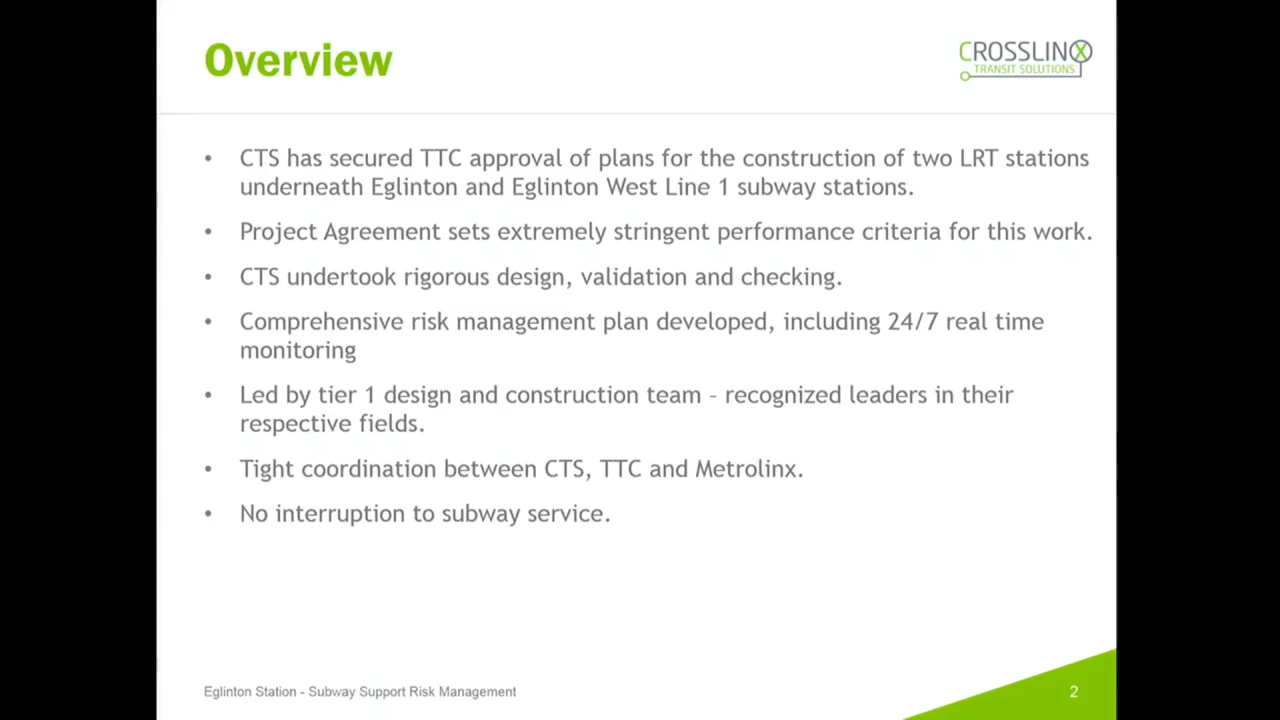 Overview
CROSSLINX
TRANSIT SOLUTIONS
• CTS has secured TTC approval of plans for the construction of two LRT stations
underneath Eglinton and Eglinton West Line 1 subway stations.
• Project Agreement sets extremely stringent performance criteria for this work.
• CTS undertook rigorous design, validation and checking.
• Comprehensive risk management plan developed, including 24/7 real time
monitoring
• Led by tier 1 design and construction team – recognized leaders in their
respective fields.
• Tight coordination between CTS, TTC and Metrolinx.
• No interruption to subway service.
Eglinton Station - Subway Support Risk Management
2